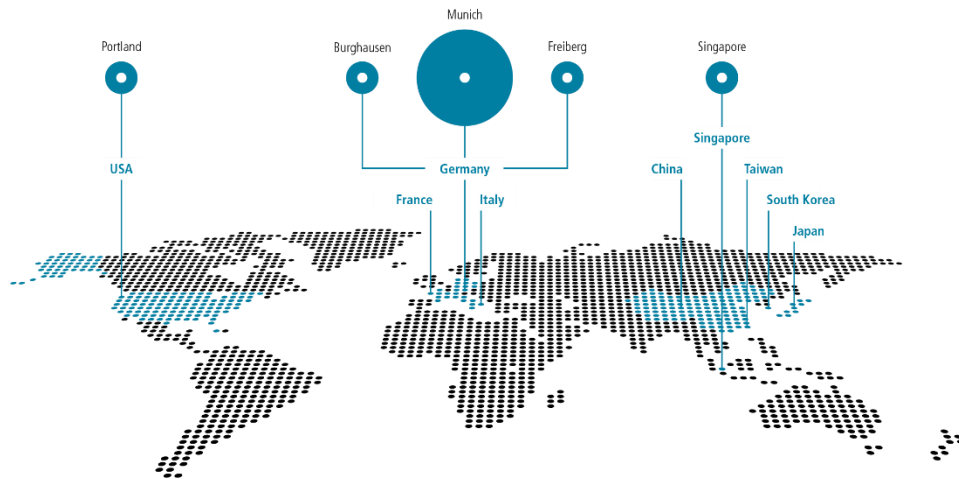 Munich
Portland
Burghausen
Freiberg
Singapore
Singapore
USA
Germany
China
Taiwan
France
Italy
South Korea
Japan